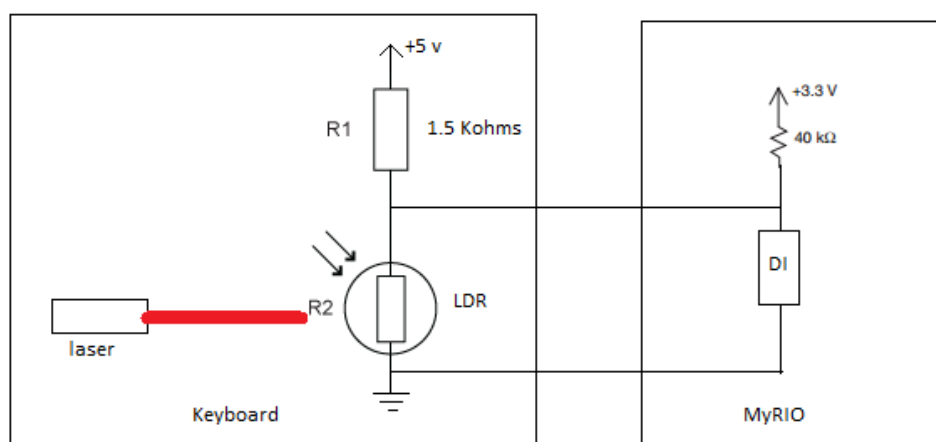 +5 v
R1
1.5 Kohms
+3.3 V
40 kΩ
DI
R2
LDR
laser
Keyboard
MyRIO